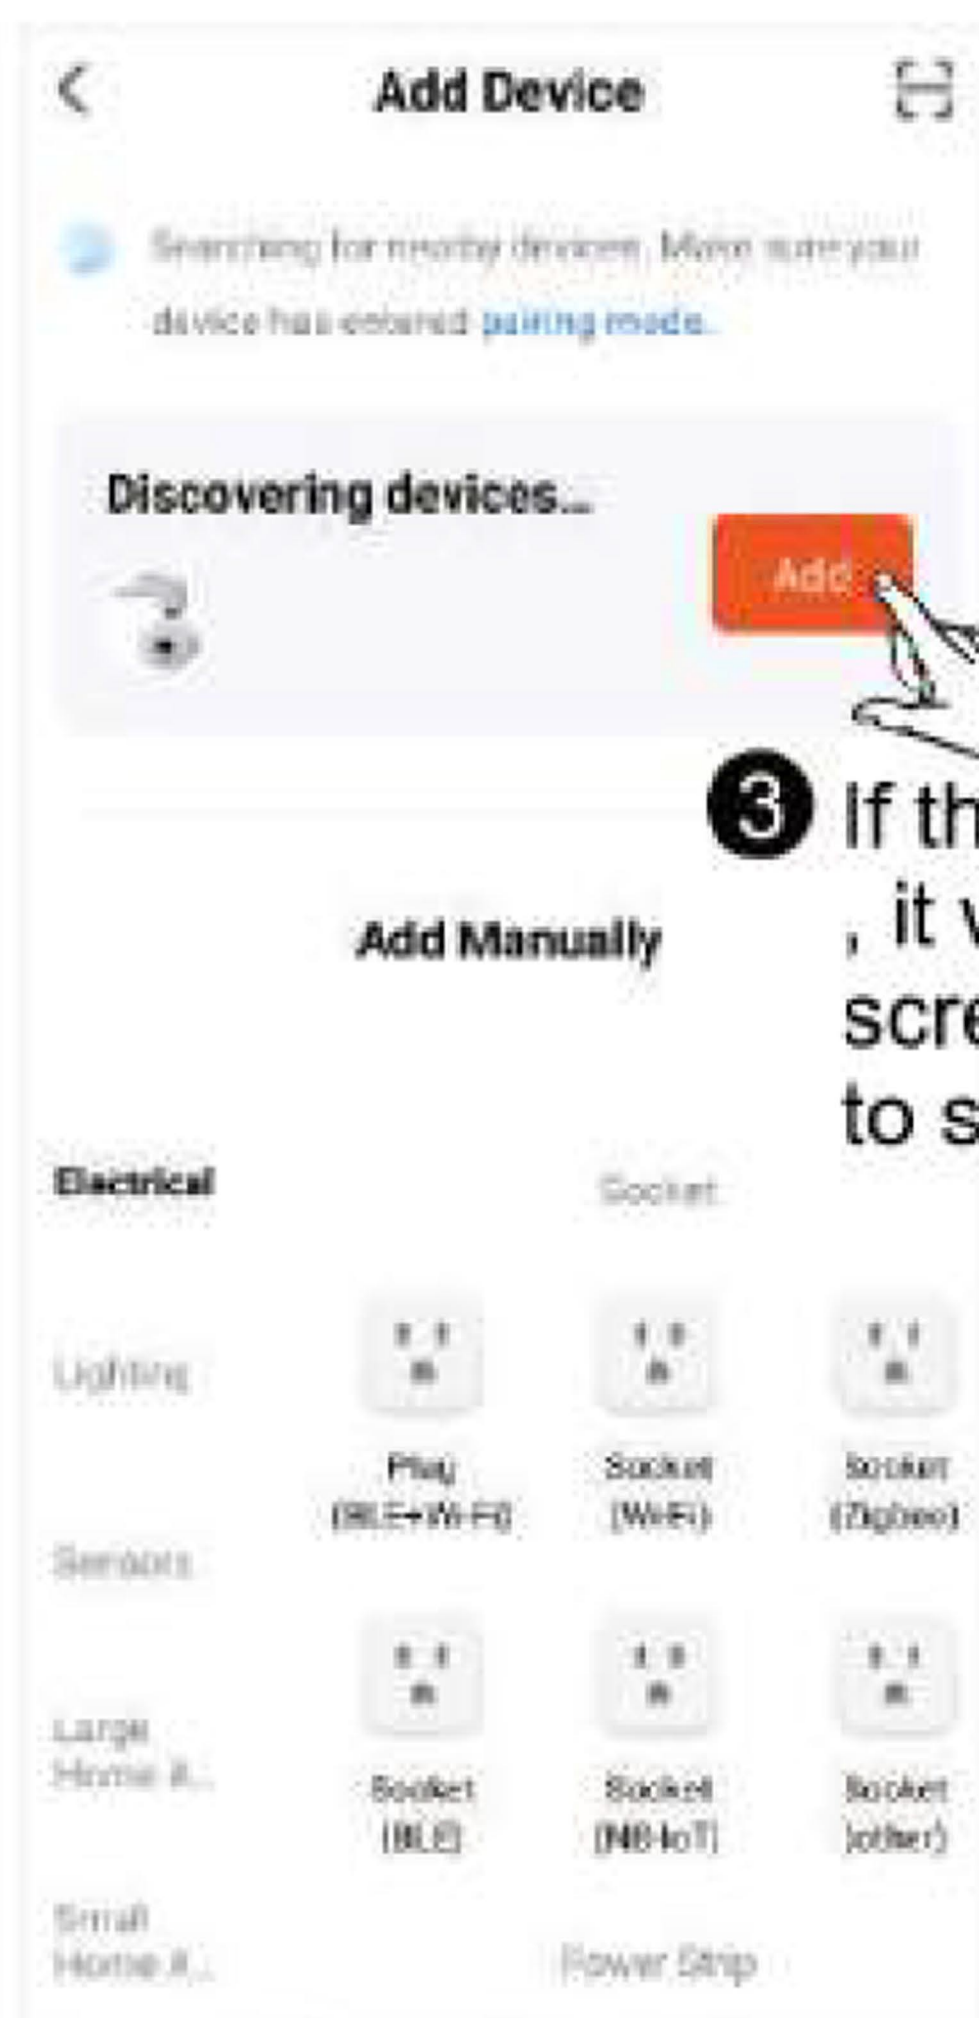 Add Device
Searching for nearby devices. Make sure your
device has entered pairing mode.
Discovering devices...
Add
3 If th
, it v
scre
to s
Add Manually
Electrical
Socket
Lighting
Plug
(BLE+Wi-Fi)
Socket
(Wi-Fi)
Socket
(Zigbee)
Sensors
Large
Home A...
Socket
(BLE)
Socket
(NB-IoT)
Socket
(other)
Small
Home A...
Power Strip